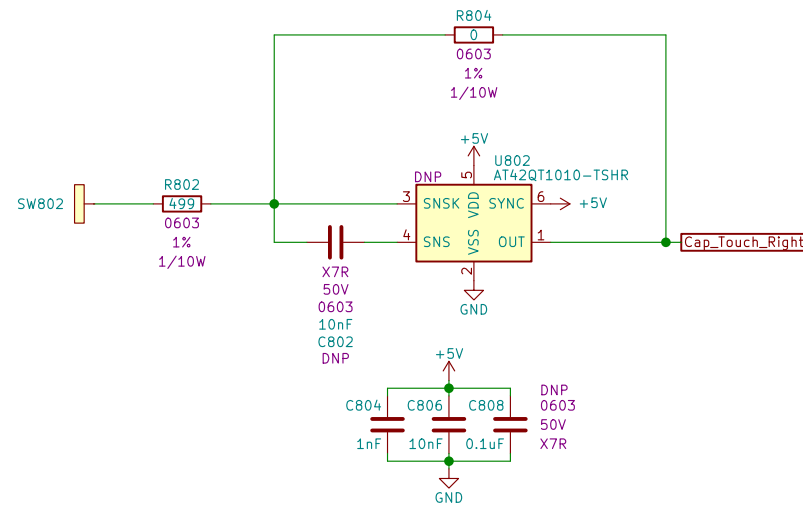 R804
0
0603
1%
1/10W
+5V
U802
AT42QT1010-TSHR
DNP
5
R802
SW802
499
0603
1%
1/10W
3
SNSK
VDD
SYNC
6
+5V
4
SNS
VSS
OUT
1
Cap_Touch_Right
2
GND
X7R
50V
0603
10nF
C802
DNP
+5V
DNP
C804
C806
C808
0603
50V
1nF
10nF
0.1uF
X7R
GND